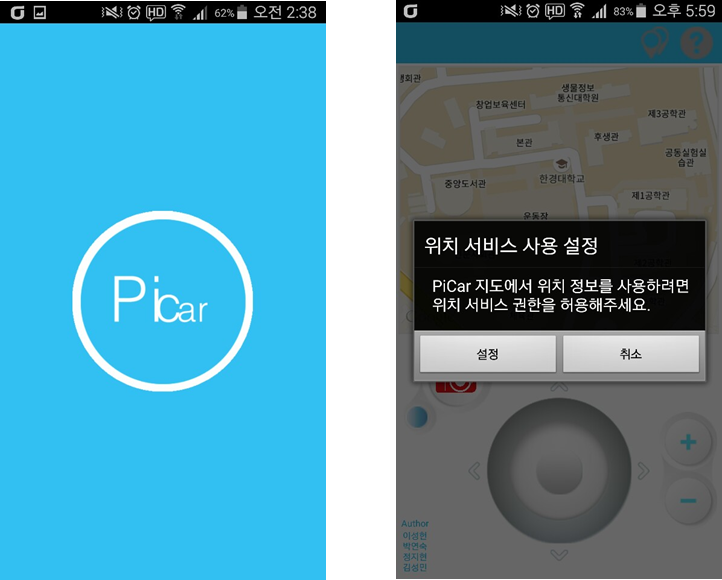 HD
62%
오전 2:38
PiCar
HD
83%
오후 5:59
생물정보
통신대학원
창업보육센터
제3공학관
본관
후생관
공동실험실
습관
한경대학교
중앙도서관
제1공학관
운동장
위치 서비스 사용 설정
PiCar 지도에서 위치 정보를 사용하려면
위치 서비스 권한을 허용해주세요.
설정
취소
Author
이성헌
박연숙
정지현
김성민